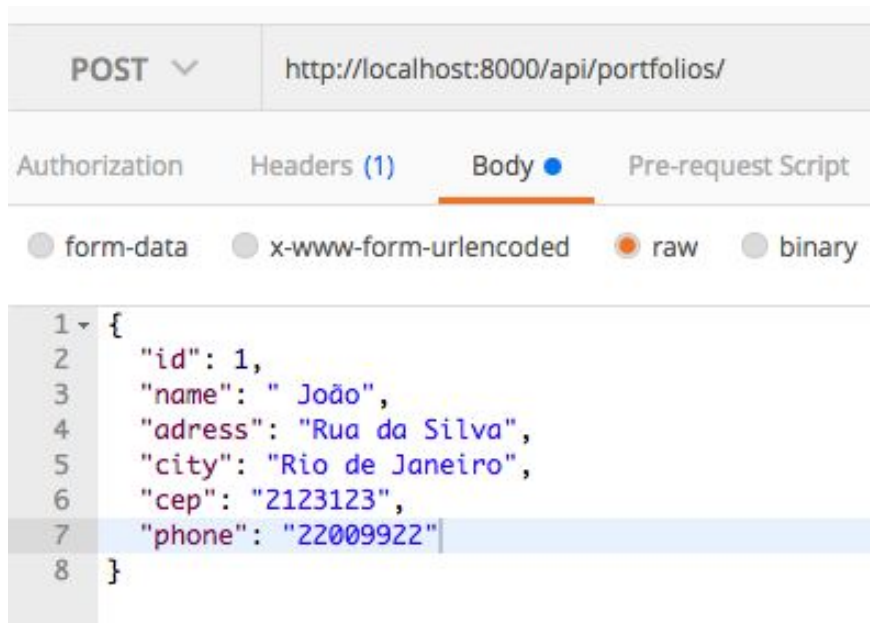 POST http://localhost:8000/api/portfolios/
Authorization Headers (1) Body Pre-request Script
form-data x-www-form-urlencoded raw binary
1 {
2 "id": 1,
3 "name": " João",
4 "adress": "Rua da Silva",
5 "city": "Rio de Janeiro",
6 "cep": "2123123",
7 "phone": "22009922"
8 }